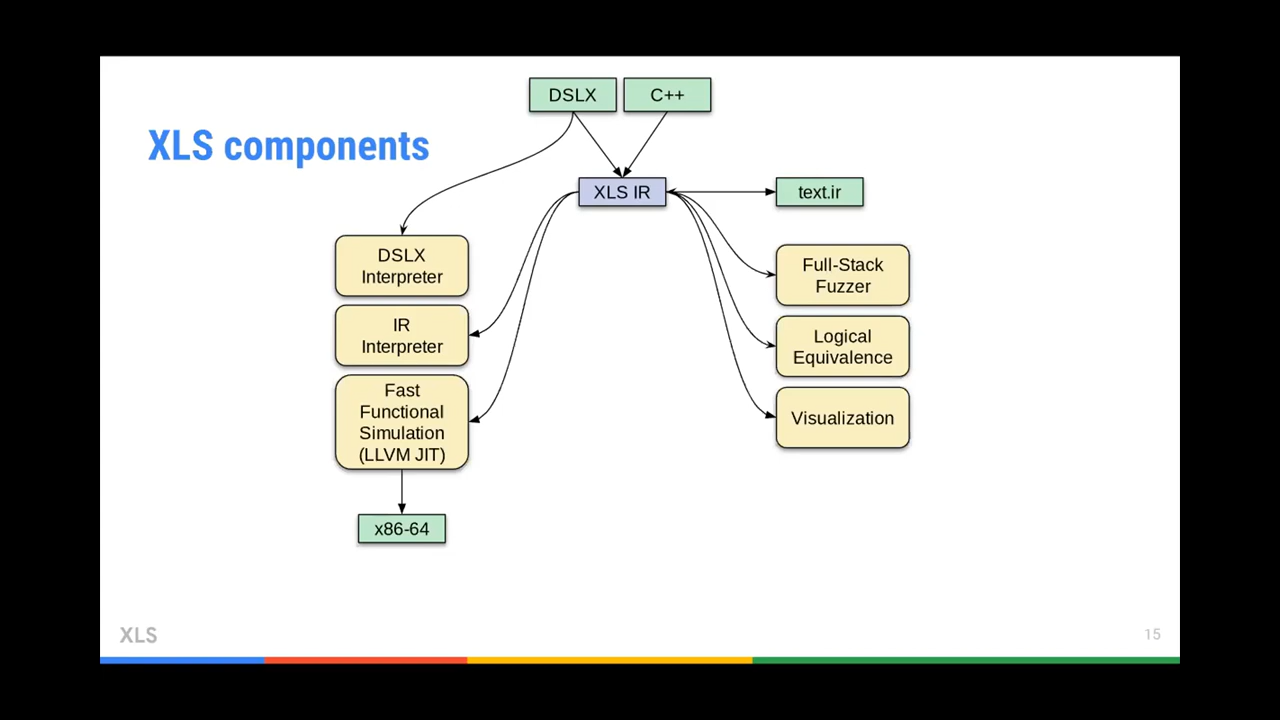 DSLX
C++
XLS components
XLS IR
text.ir
DSLX
Interpreter
IR
Interpreter
Fast
Functional
Simulation
(LLVM JIT)
x86-64
Full-Stack
Fuzzer
Logical
Equivalence
Visualization
XLS
15